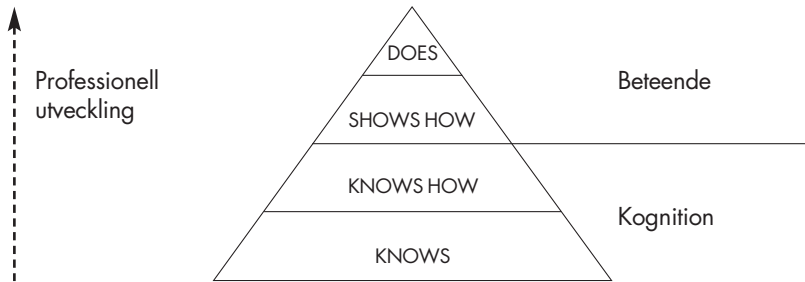 Professionell
utveckling
DOES
SHOWS HOW
KNOWS HOW
KNOWS
Beteende
Kognition